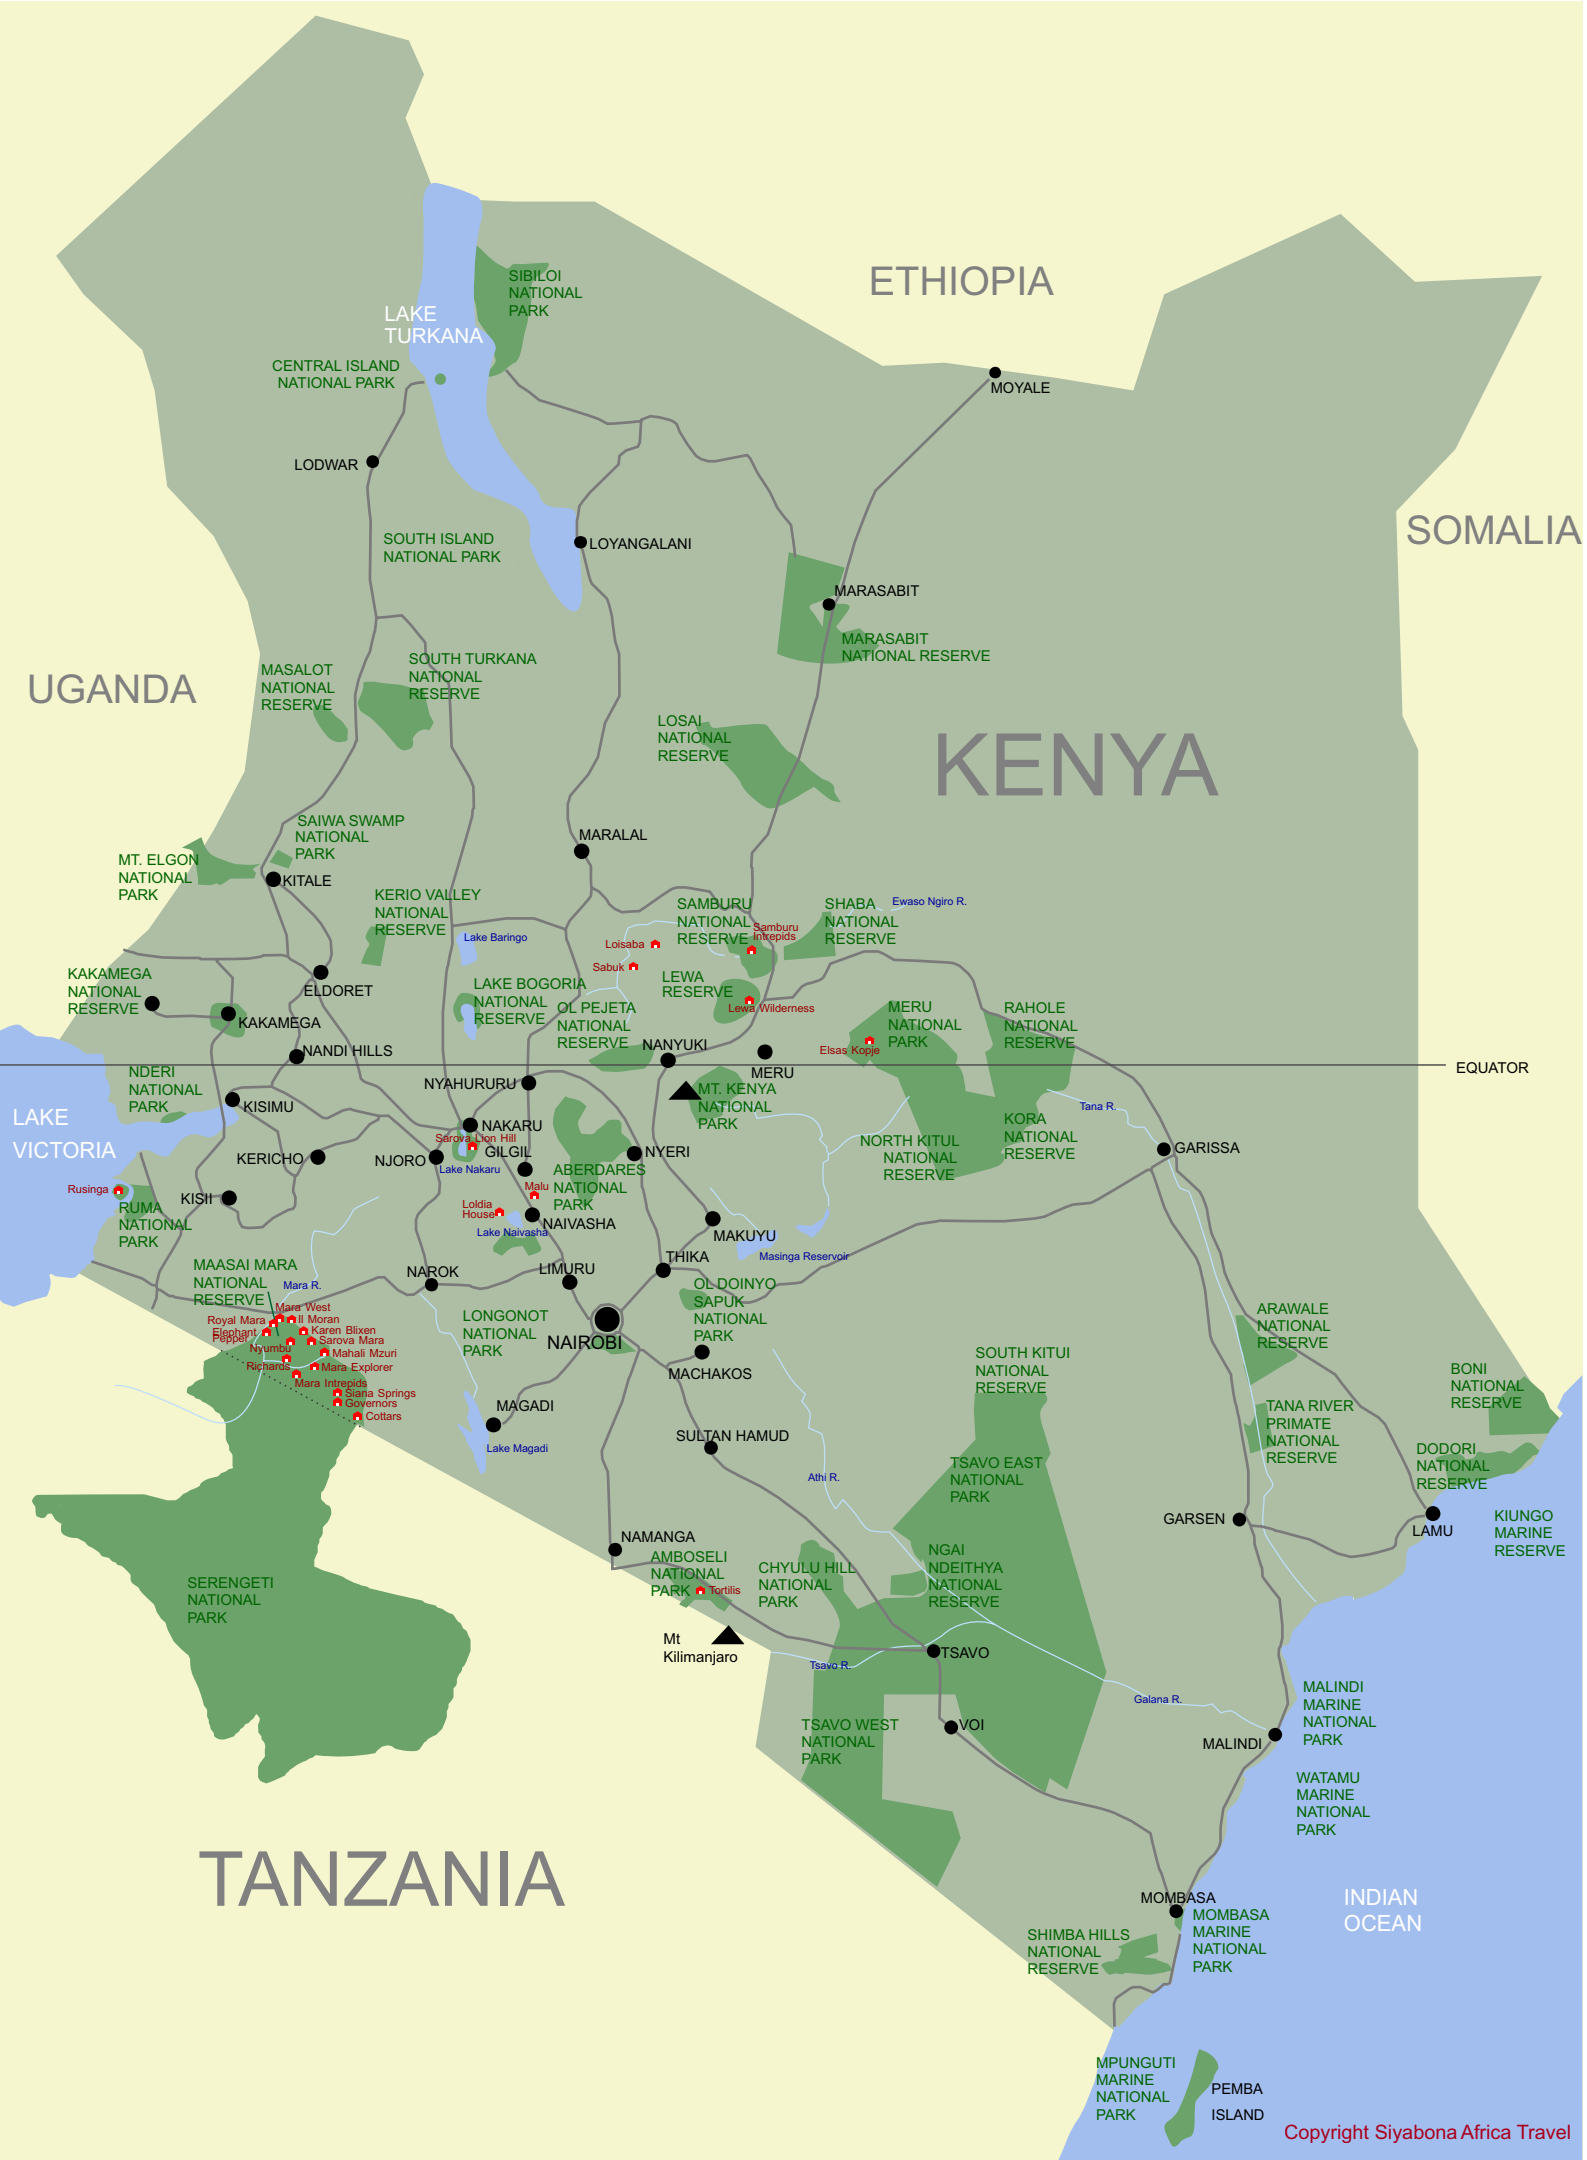 ETHIOPIA
SIBILOI
NATIONAL
PARK
LAKE
TURKANA
CENTRAL ISLAND
NATIONAL PARK
MOYALE
LODWAR
SOMALIA
SOUTH ISLAND
NATIONAL PARK
LOYANGALANI
MARASABIT
MARASABIT
NATIONAL RESERVE
UGANDA
MASALOT
NATIONAL
RESERVE
SOUTH TURKANA
NATIONAL
RESERVE
LOSAI
NATIONAL
RESERVE
KENYA
SAIWA SWAMP
NATIONAL
PARK
MARALAL
MT. ELGON
NATIONAL
PARK
KITALE
KERIO VALLEY
NATIONAL
RESERVE
SAMBURU
NATIONAL
RESERVE
Samburu
Intrepids
SHABA
NATIONAL
RESERVE
Ewaso Ngiro R.
Lake Baringo
Loisaba
Sabuk
KAKAMEGA
NATIONAL
RESERVE
ELDORET
LAKE BOGORIA
NATIONAL
RESERVE
LEWA
RESERVE
Lewa Wilderness
OL PEJETA
NATIONAL
RESERVE
MERU
NATIONAL
PARK
RAHOLE
NATIONAL
RESERVE
KAKAMEGA
NANDI HILLS
NANYUKI
Elsas Kopje
MERU
EQUATOR
NDERI
NATIONAL
PARK
NYAHURURU
MT. KENYA
NATIONAL
PARK
LAKE
VICTORIA
KISIMU
Tana R.
NAKARU
Sarova Lion Hill
GILGIL
KORA
NATIONAL
RESERVE
NORTH KITUL
NATIONAL
RESERVE
GARISSA
KERICHO
NJORO
Lake Nakaru
NYERI
ABERDARES
NATIONAL
PARK
Rusinga
KISII
Malu
Loldia
House
RUMA
NATIONAL
PARK
NAIVASHA
Lake Naivasha
MAKUYU
Masinga Reservoir
MAASAI MARA
NATIONAL
RESERVE
Mara R.
NAROK
LIMURU
THIKA
OL DOINYO
SAPUK
NATIONAL
PARK
Mara West
Royal Mara
Il Moran
Elephant
Pepper
Karen Blixen
Sarova Mara
Nyumbu
Mahali Mzuri
Richards
Mara Explorer
Mara Intrepids
Siana Springs
Governors
Cottars
LONGONOT
NATIONAL
PARK
NAIROBI
MACHAKOS
ARAWALE
NATIONAL
RESERVE
SOUTH KITUI
NATIONAL
RESERVE
BONI
NATIONAL
RESERVE
MAGADI
Lake Magadi
TANA RIVER
PRIMATE
NATIONAL
RESERVE
SULTAN HAMUD
DODORI
NATIONAL
RESERVE
TSAVO EAST
NATIONAL
PARK
Athi R.
GARSEN
LAMU
KIUNGO
MARINE
RESERVE
NAMANGA
AMBOSELI
NATIONAL
PARK
Tortilis
CHYULU HILL
NATIONAL
PARK
NGAI
NDEITHYA
NATIONAL
RESERVE
SERENGETI
NATIONAL
PARK
Mt
Kilimanjaro
TSAVO
Tsavo R.
Galana R.
MALINDI
MARINE
NATIONAL
PARK
TSAVO WEST
NATIONAL
PARK
VOI
MALINDI
WATAMU
MARINE
NATIONAL
PARK
TANZANIA
MOMBASA
MOMBASA
MARINE
NATIONAL
PARK
INDIAN
OCEAN
SHIMBA HILLS
NATIONAL
RESERVE
MPUNGUTI
MARINE
NATIONAL
PARK
PEMBA
ISLAND
Copyright Siyabona Africa Travel